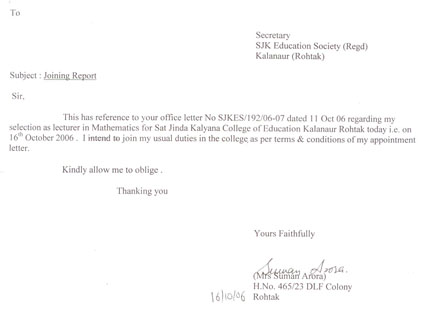 To
Secretary
SJK Education Society (Regd)
Kalanaur (Rohtak)
Subject : Joining Report
Sir,
This has reference to your office letter No SJKES/192/06-07 dated 11 Oct 06 regarding my
selection as lecturer in Mathematics for Sat Jinda Kalyana College of Education Kalanaur Rohtak today i.e. on
16th October 2006 . I intend to join my usual duties in the college as per terms & conditions of my appointment
letter.
Kindly allow me to oblige .
Thanking you
Yours Faithfully
Suman Arora.
(Mrs Suman Arora)
H.No. 465/23 DLF Colony
16/10/06 Rohtak